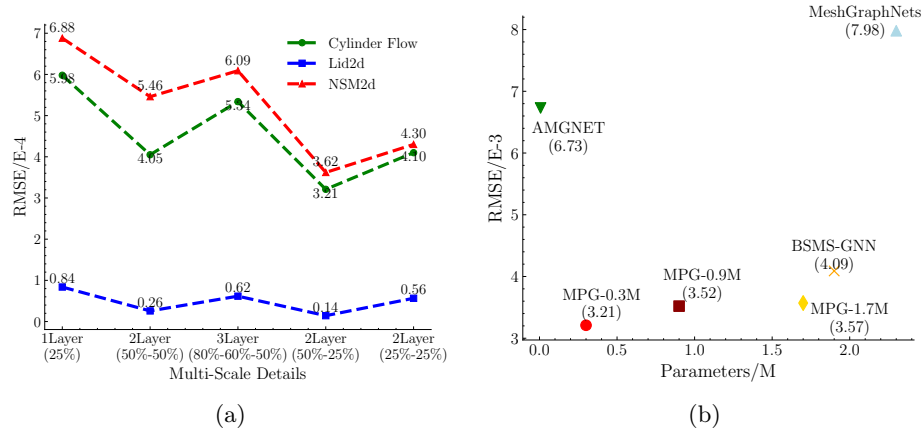 7
6
5
4
3
2
1
0
RMSE/E-4
6.88
5.98
5.46
4.05
6.09
5.34
3.62
3.21
4.30
4.10
0.84
0.26
0.62
0.14
0.56
Cylinder Flow
Lid2d
NSM2d
1Layer
(25%)
2Layer
(50%-50%)
3Layer
(80%-60%-50%)
2Layer
(50%-25%)
2Layer
(25%-25%)
Multi-Scale Details
(a)
8
7
6
5
4
3
RMSE/E-3
MeshGraphNets
(7.98)
AMGNET
(6.73)
BSMS-GNN
(4.09)
MPG-0.3M
(3.21)
MPG-0.9M
(3.52)
MPG-1.7M
(3.57)
0.0
0.5
1.0
1.5
2.0
Parameters/M
(b)